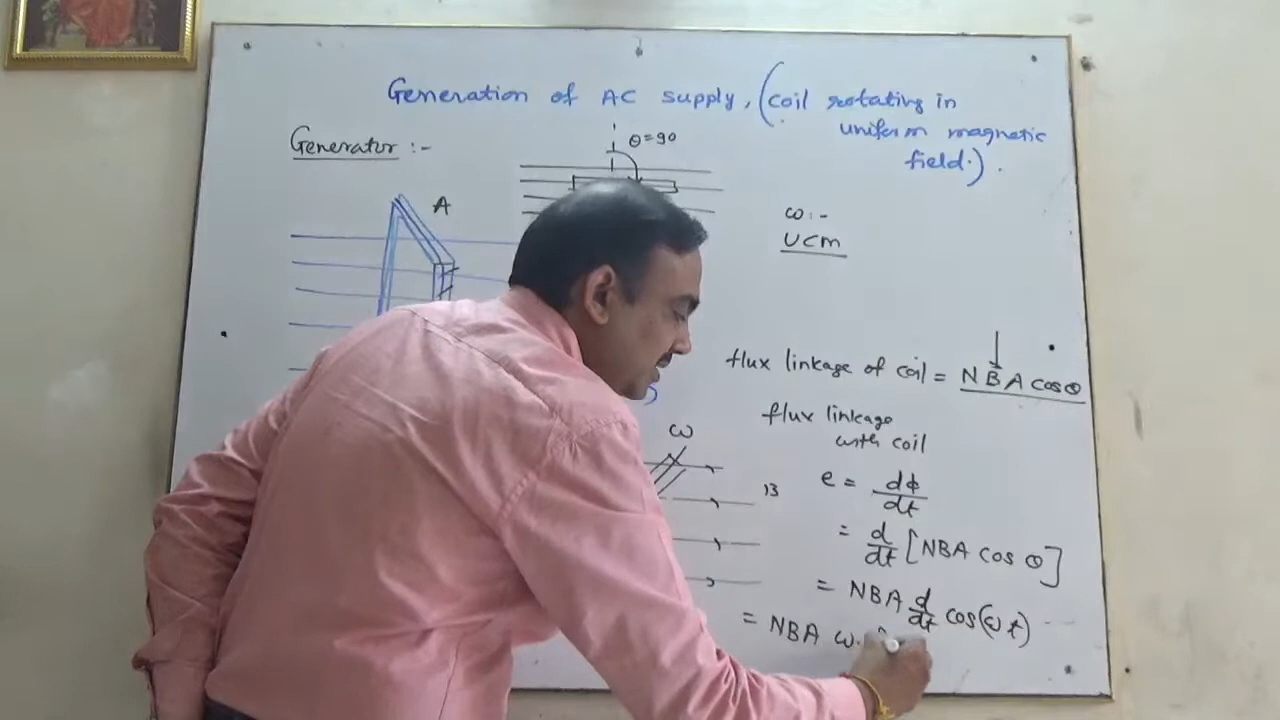 Generation of AC supply, (coil rotating in
uniform magnetic
field.).
Generator :-
θ=90
A
ω:-
UCM
flux linkage of coil = NBA cosθ
flux linkage
with coil
ω
B
e = dϕ/dt
= d/dt [NBA cos θ]
= NBA d/dt cos(ωt)
= NBA ω.